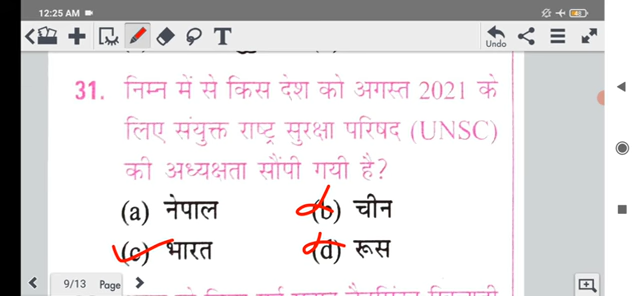 12:25 AM
Undo
31. निम्न में से किस देश को अगस्त 2021 के
लिए संयुक्त राष्ट्र सुरक्षा परिषद (UNSC)
की अध्यक्षता सौंपी गयी है?
(a) नेपाल (b) चीन
(c) भारत (d) रूस
9/13 Page